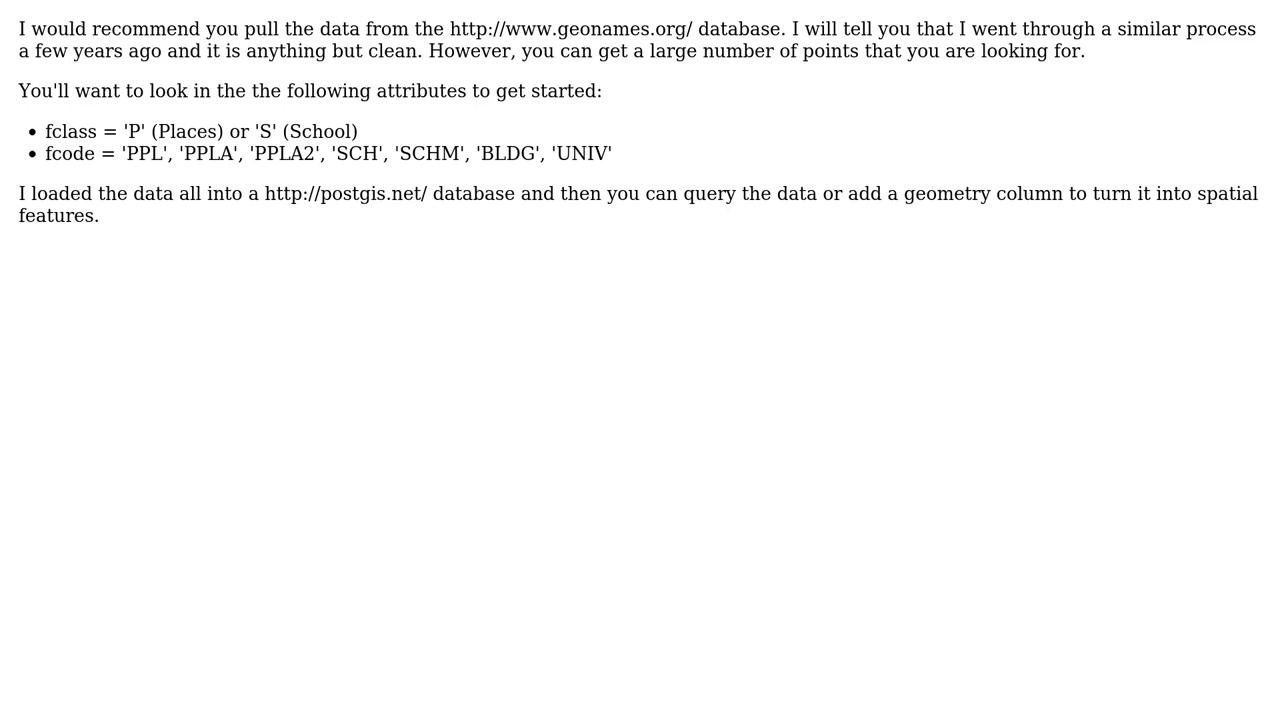 I would recommend you pull the data from the http://www.geonames.org/ database. I will tell you that I went through a similar process
a few years ago and it is anything but clean. However, you can get a large number of points that you are looking for.
You'll want to look in the the following attributes to get started:
• fclass = 'P' (Places) or 'S' (School)
• fcode = 'PPL', 'PPLA', 'PPLA2', 'SCH', 'SCHM', 'BLDG', 'UNIV'
I loaded the data all into a http://postgis.net/ database and then you can query the data or add a geometry column to turn it into spatial
features.